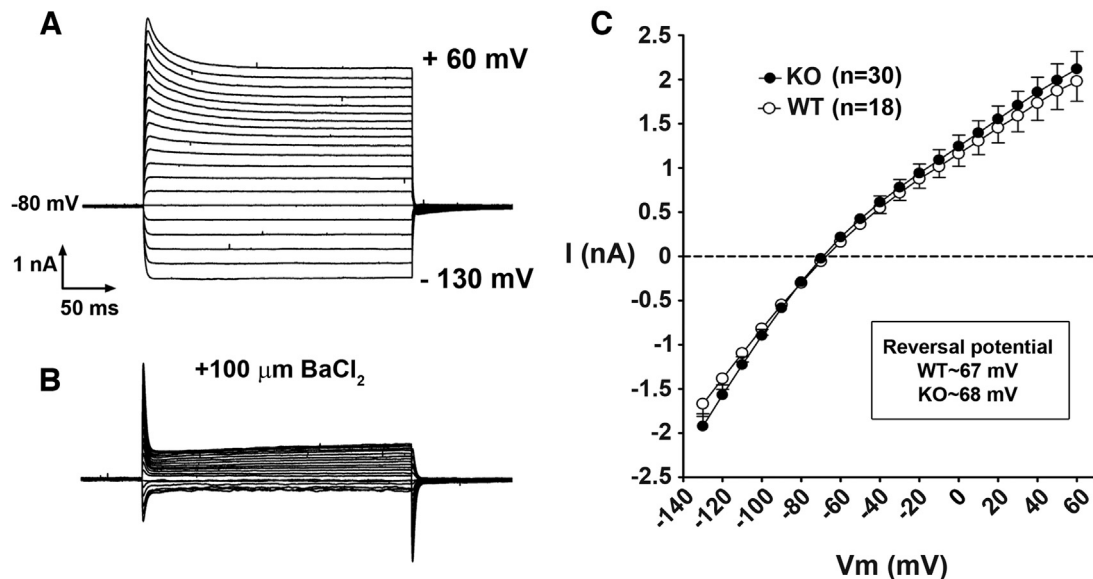 A
+ 60 mV
-80 mV
1 nA
50 ms
- 130 mV
B
+100 μm BaCl2
C
KO (n=30)
WT (n=18)
I (nA)
2.5
2
1.5
1
0.5
0
-0.5
-1
-1.5
-2
-2.5
Reversal potential
WT~67 mV
KO~68 mV
-140 -120 -100 -80 -60 -40 -20 0 20 40 60
Vm (mV)